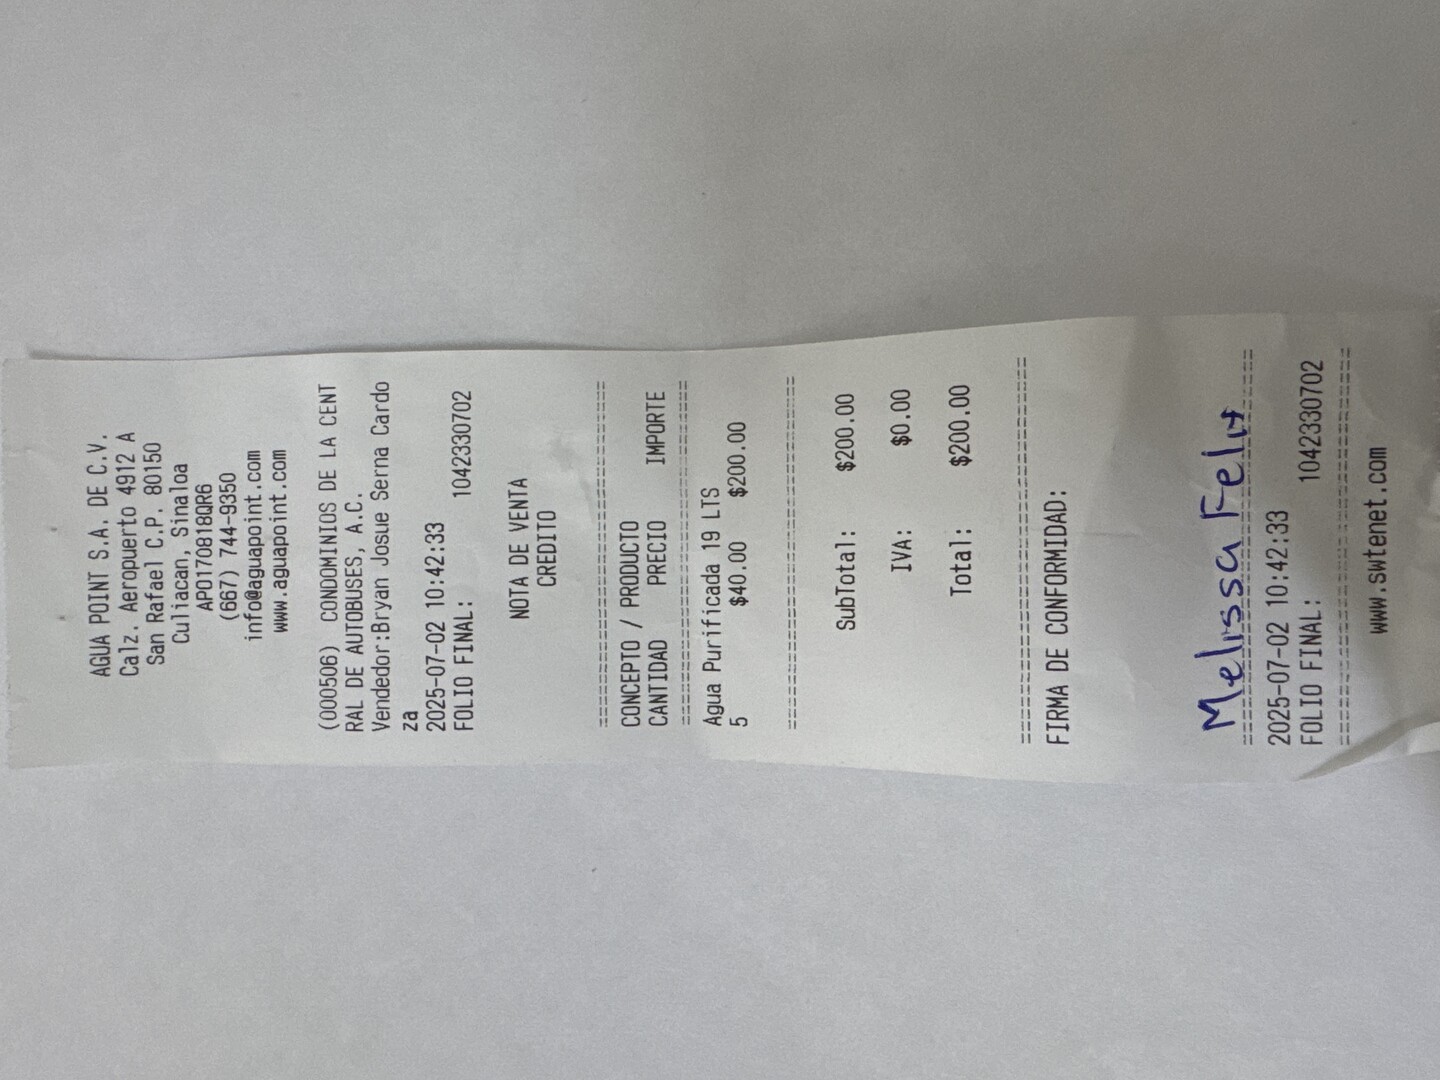 AGUA POINT S.A. DE C.V.
Calz. Aeropuerto 4912 A
San Rafael C.P. 80150
Culiacan, Sinaloa
APO170818QR6
(667) 744-9350
info@aguapoint.com
www.aguapoint.com
(000506) CONDOMINIOS DE LA CENT
RAL DE AUTOBUSES, A.C.
Vendedor:Bryan Josue Serna Cardo
za
2025-07-02 10:42:33
FOLIO FINAL: 1042330702
NOTA DE VENTA
CREDITO
================================
CONCEPTO / PRODUCTO
CANTIDAD PRECIO IMPORTE
================================
Agua Purificada 19 LTS
5 $40.00 $200.00
================================
SubTotal: $200.00
IVA: $0.00
Total: $200.00
================================
FIRMA DE CONFORMIDAD:
Melissa Felix
================================
2025-07-02 10:42:33
FOLIO FINAL: 1042330702
================================
www.swtenet.com